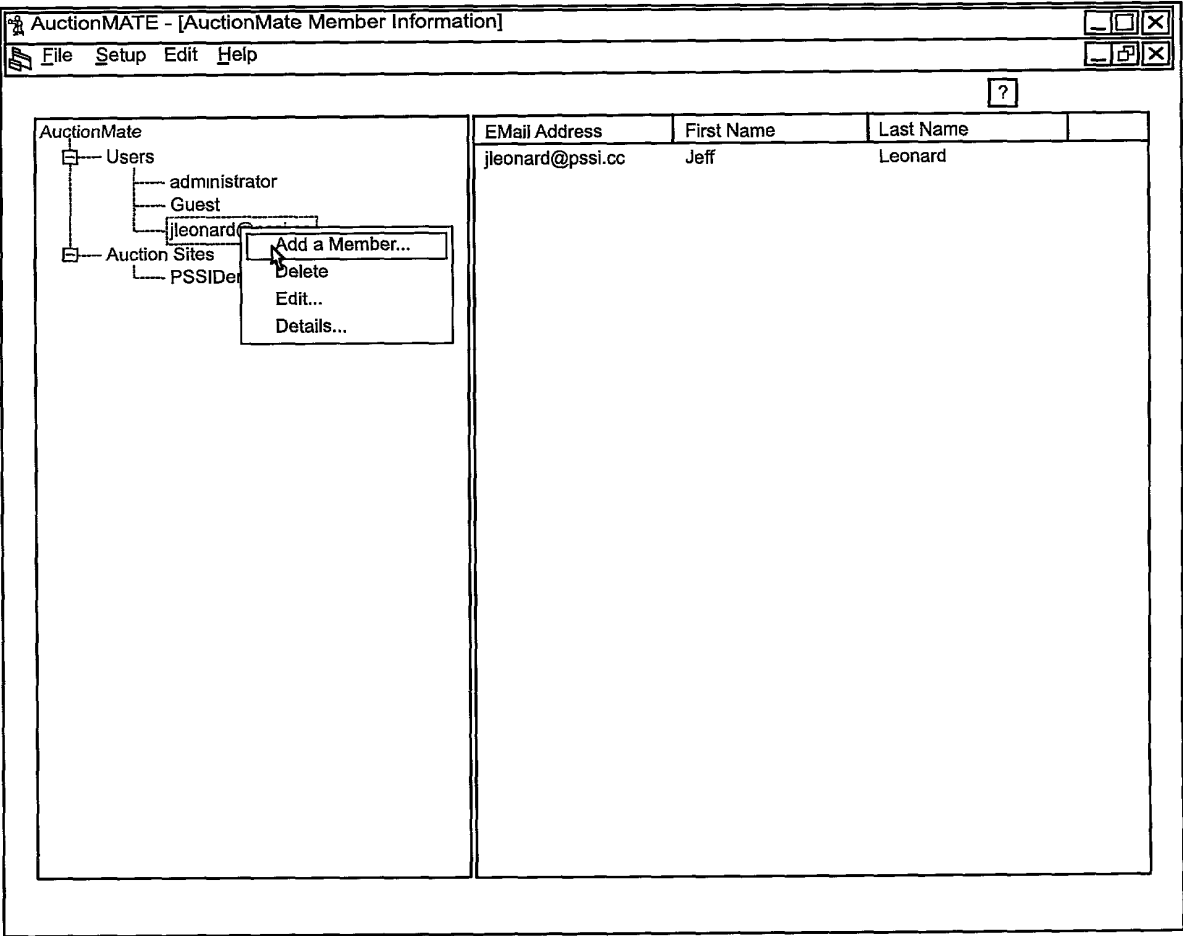 AuctionMATE - [AuctionMate Member Information]
File Setup Edit Help
?
AuctionMate
Users
administrator
Guest
Auction Sites
Add a Member...
Delete
Edit...
Details...
EMail Address First Name Last Name
jleonard@pssi.cc Jeff Leonard